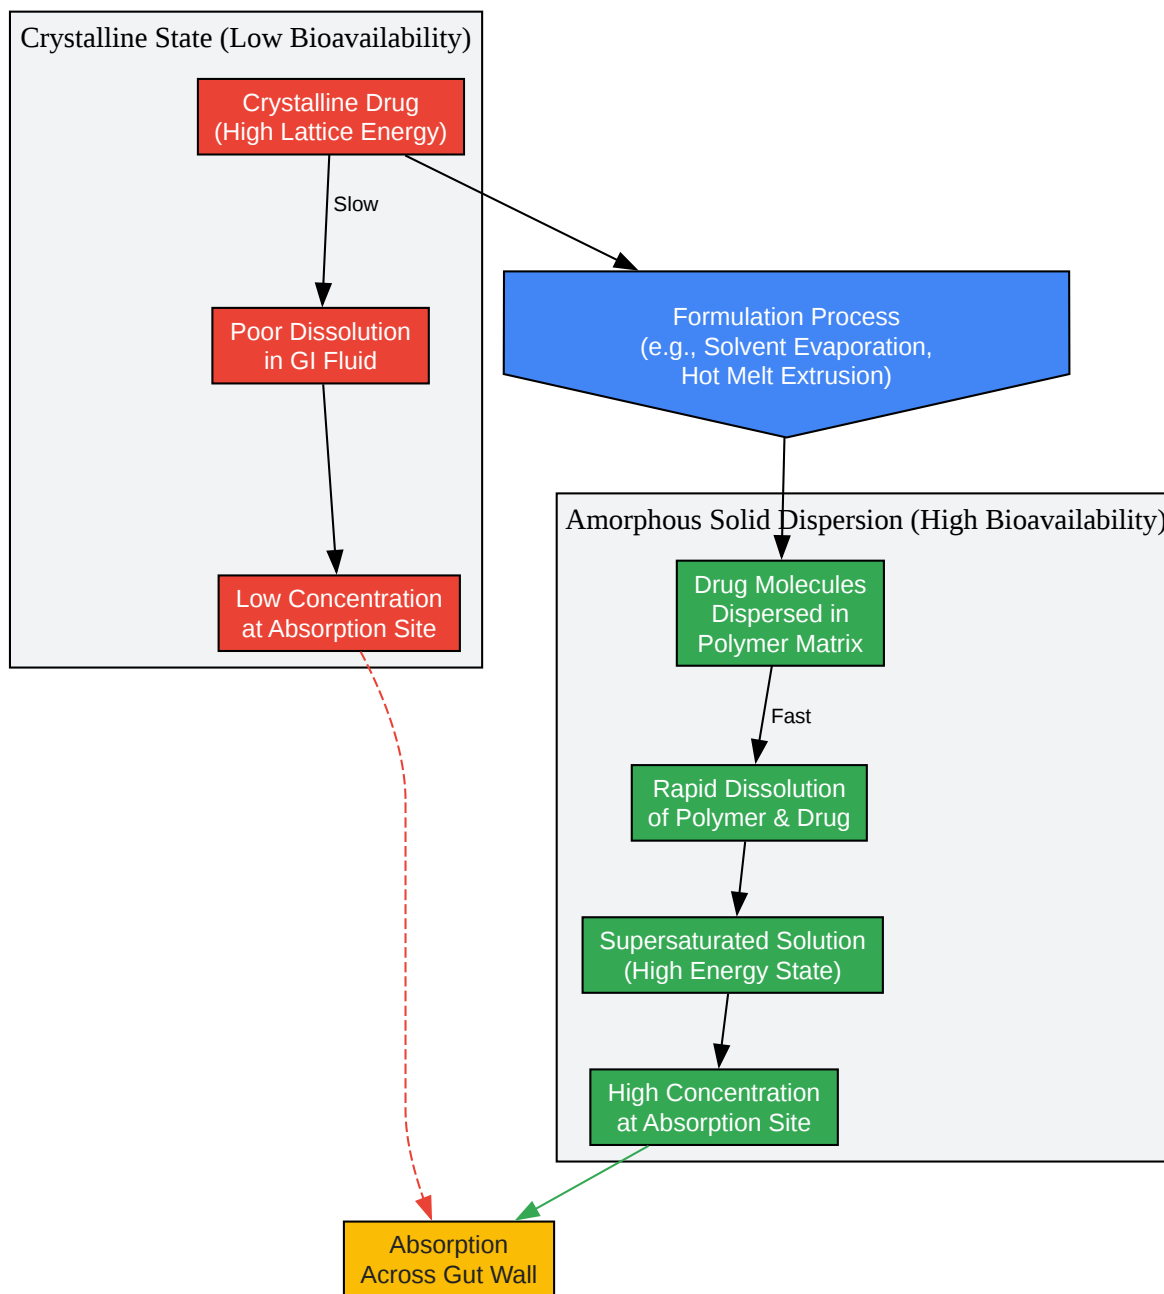 Crystalline State (Low Bioavailability)
Crystalline Drug
(High Lattice Energy)
Slow
Poor Dissolution
in GI Fluid
Low Concentration
at Absorption Site
Formulation Process
(e.g., Solvent Evaporation,
Hot Melt Extrusion)
Amorphous Solid Dispersion (High Bioavailability)
Drug Molecules
Dispersed in
Polymer Matrix
Fast
Rapid Dissolution
of Polymer & Drug
Supersaturated Solution
(High Energy State)
High Concentration
at Absorption Site
Absorption
Across Gut Wall